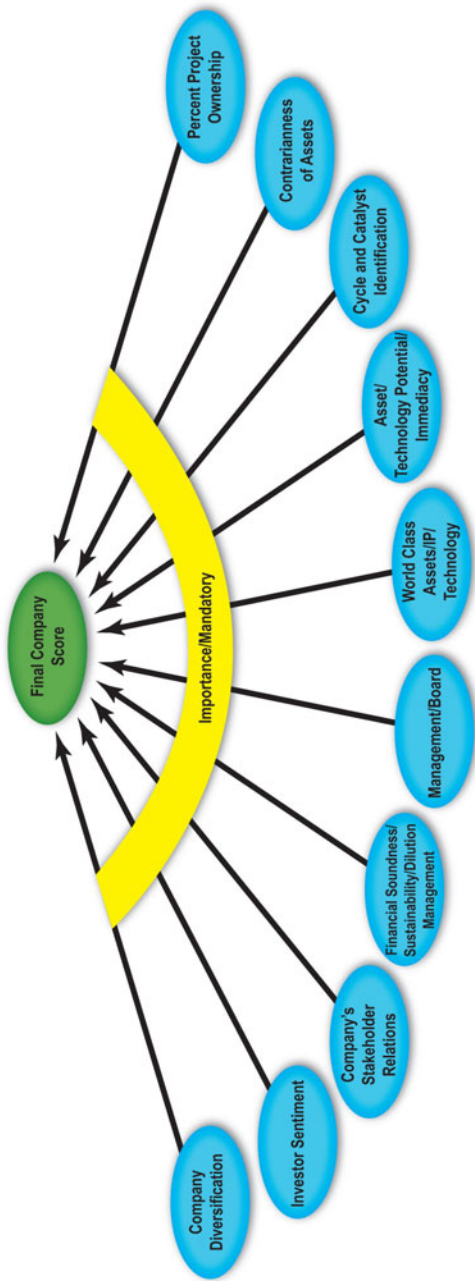 Final Company
Score
Importance/Mandatory
Company
Diversification
Investor Sentiment
Company's
Stakeholder
Relations
Financial Soundness/
Sustainability/Dilution
Management
Management/Board
World Class
Assets/IP/
Technology
Asset/
Technology Potential/
Immediacy
Cycle and Catalyst
Identification
Contrarianness
of Assets
Percent Project
Ownership